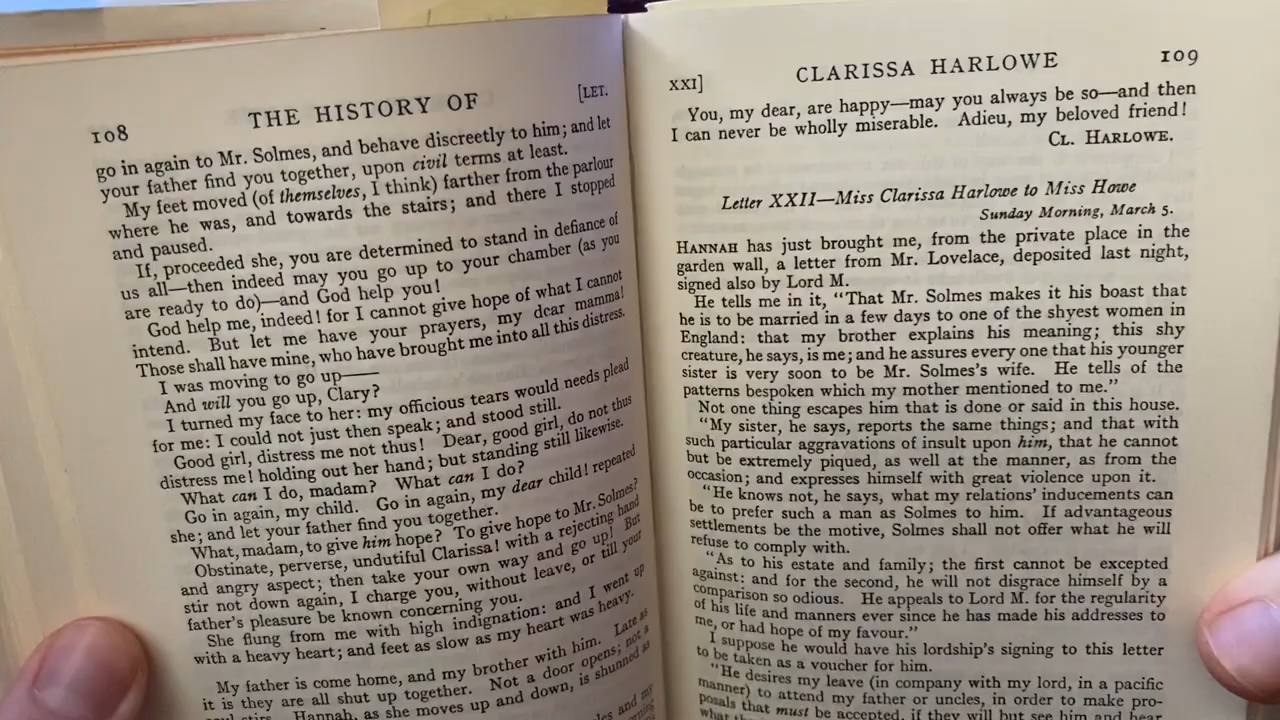 108 THE HISTORY OF [LET.
go in again to Mr. Solmes, and behave discreetly to him; and let
your father find you together, upon civil terms at least.
My feet moved (of themselves, I think) farther from the parlour
where he was, and towards the stairs; and there I stopped
and paused.
If, proceeded she, you are determined to stand in defiance of
us all—then indeed may you go up to your chamber (as you
are ready to do)—and God help you!
God help me, indeed! for I cannot give hope of what I cannot
intend. But let me have your prayers, my dear mamma!
Those shall have mine, who have brought me into all this distress.
I was moving to go up——
And will you go up, Clary?
I turned my face to her: my officious tears would needs plead
for me: I could not just then speak; and stood still.
Good girl, distress me not thus! Dear, good girl, do not thus
distress me! holding out her hand; but standing still likewise.
What can I do, madam? What can I do?
Go in again, my child. Go in again, my dear child! repeated
she; and let your father find you together.
What, madam, to give him hope? To give hope to Mr. Solmes?
Obstinate, perverse, undutiful Clarissa! with a rejecting hand
and angry aspect; then take your own way and go up! But
stir not down again, I charge you, without leave, or till your
father's pleasure be known concerning you.
She flung from me with high indignation: and I went up
with a heavy heart; and feet as slow as my heart was heavy.
My father is come home, and my brother with him. Late as
it is they are all shut up together. Not a door opens; not a
soul stirs. Hannah, as she moves up and down, is shunned as
XXI] CLARISSA HARLOWE 109
You, my dear, are happy—may you always be so—and then
I can never be wholly miserable. Adieu, my beloved friend!
CL. HARLOWE.
Letter XXII—Miss Clarissa Harlowe to Miss Howe
Sunday Morning, March 5.
HANNAH has just brought me, from the private place in the
garden wall, a letter from Mr. Lovelace, deposited last night,
signed also by Lord M.
He tells me in it, "That Mr. Solmes makes it his boast that
he is to be married in a few days to one of the shyest women in
England: that my brother explains his meaning; this shy
creature, he says, is me; and he assures every one that his younger
sister is very soon to be Mr. Solmes's wife. He tells of the
patterns bespoken which my mother mentioned to me."
Not one thing escapes him that is done or said in this house.
"My sister, he says, reports the same things; and that with
such particular aggravations of insult upon him, that he cannot
but be extremely piqued, as well at the manner, as from the
occasion; and expresses himself with great violence upon it.
"He knows not, he says, what my relations' inducements can
be to prefer such a man as Solmes to him. If advantageous
settlements be the motive, Solmes shall not offer what he will
refuse to comply with.
"As to his estate and family; the first cannot be excepted
against: and for the second, he will not disgrace himself by a
comparison so odious. He appeals to Lord M. for the regularity
of his life and manners ever since he has made his addresses to
me, or had hope of my favour."
I suppose he would have his lordship's signing to this letter
to be taken as a voucher for him.
"He desires my leave (in company with my lord, in a pacific
manner) to attend my father or uncles, in order to make pro-
posals that must be accepted, if they will but see him and hear